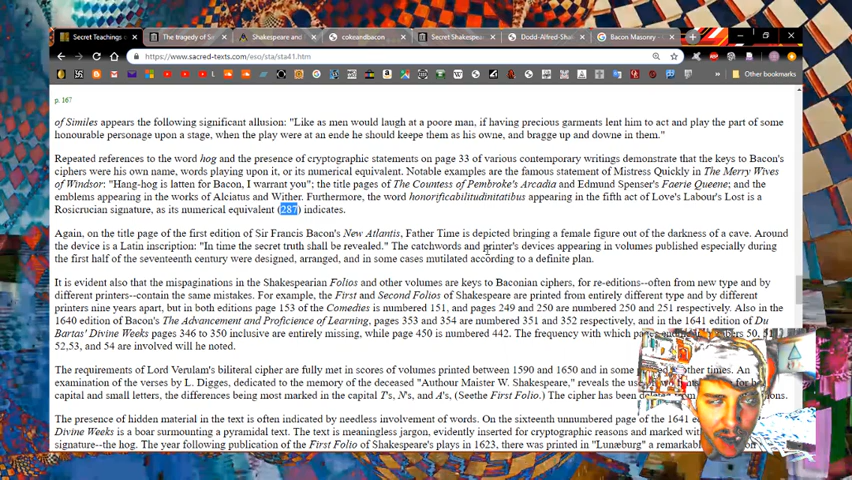 Secret Teachings
The tragedy of Si
Shakespeare and
cokeandbacon
Secret Shakespea
Dodd-Alfred-Sha
Bacon Masonry
https://www.sacred-texts.com/eso/sta/sta41.htm
Other bookmarks
p. 167
of Similes appears the following significant allusion: "Like as men would laugh at a poore man, if having precious garments lent him to act and play the part of some
honourable personage upon a stage, when the play were at an ende he should keepe them as his owne, and bragge up and downe in them."
Repeated references to the word hog and the presence of cryptographic statements on page 33 of various contemporary writings demonstrate that the keys to Bacon's
ciphers were his own name, words playing upon it, or its numerical equivalent. Notable examples are the famous statement of Mistress Quickly in The Merry Wives
of Windsor: "Hang-hog is latten for Bacon, I warrant you"; the title pages of The Countess of Pembroke's Arcadia and Edmund Spenser's Faerie Queene; and the
emblems appearing in the works of Alciatus and Wither. Furthermore, the word honorificabilitudinitatibus appearing in the fifth act of Love's Labour's Lost is a
Rosicrucian signature, as its numerical equivalent (287) indicates.
Again, on the title page of the first edition of Sir Francis Bacon's New Atlantis, Father Time is depicted bringing a female figure out of the darkness of a cave. Around
the device is a Latin inscription: "In time the secret truth shall be revealed." The catchwords and printer's devices appearing in volumes published especially during
the first half of the seventeenth century were designed, arranged, and in some cases mutilated according to a definite plan.
It is evident also that the mispaginations in the Shakespearian Folios and other volumes are keys to Baconian ciphers, for re-editions--often from new type and by
different printers--contain the same mistakes. For example, the First and Second Folios of Shakespeare are printed from entirely different type and by different
printers nine years apart, but in both editions page 153 of the Comedies is numbered 151, and pages 249 and 250 are numbered 250 and 251 respectively. Also in the
1640 edition of Bacon's The Advancement and Proficience of Learning, pages 353 and 354 are numbered 351 and 352 respectively, and in the 1641 edition of Du
Bartas' Divine Weeks pages 346 to 350 inclusive are entirely missing, while page 450 is numbered 442. The frequency with which pages end numbers 50, 51,
52,53, and 54 are involved will he noted.
The requirements of Lord Verulam's biliteral cipher are fully met in scores of volumes printed between 1590 and 1650 and in some at other times. An
examination of the verses by L. Digges, dedicated to the memory of the deceased "Authour Maister W. Shakespeare," reveals the use for
capital and small letters, the differences being most marked in the capital T's, N's, and A's, (Seethe First Folio.) The cipher has been
The presence of hidden material in the text is often indicated by needless involvement of words. On the sixteenth unnumbered page of the 1641
Divine Weeks is a boar surmounting a pyramidal text. The text is meaningless jargon, evidently inserted for cryptographic reasons and marked
signature--the hog. The year following publication of the First Folio of Shakespeare's plays in 1623, there was printed in "Lunæburg" a